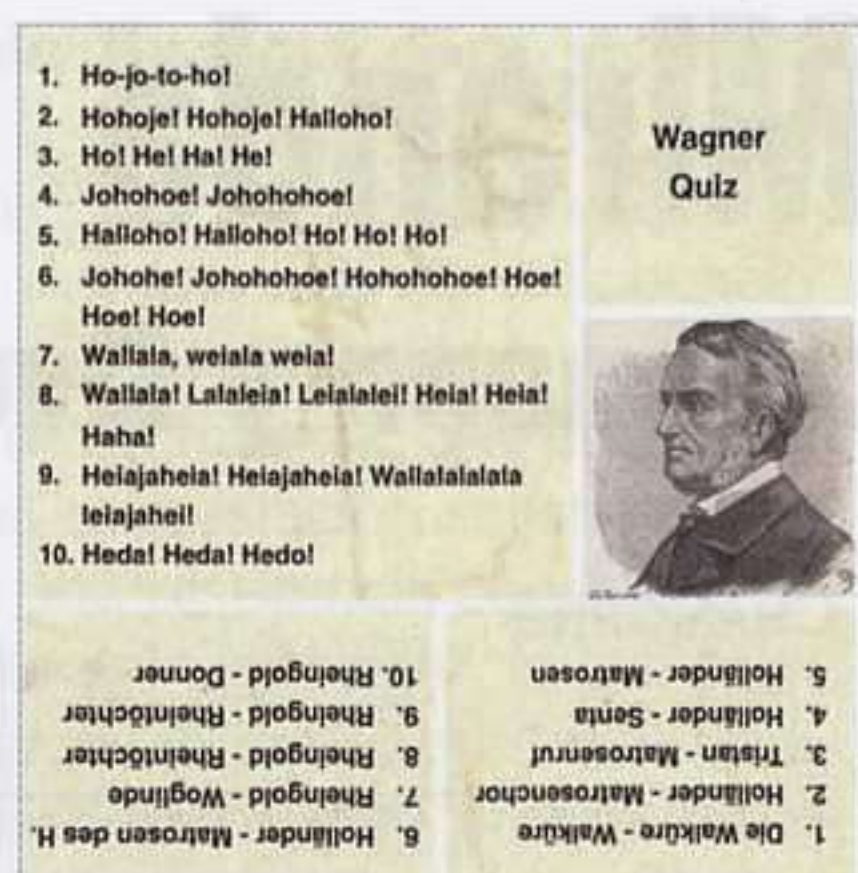 1. Ho-jo-to-ho!
2. Hohoje! Hohoje! Halloho!
3. Ho! He! Ha! He!
4. Johohoe! Johohohoe!
5. Halloho! Halloho! Ho! Ho! Ho!
6. Johohe! Johohohoe! Hohohohoe! Hoe!
Hoe! Hoe!
7. Wallala, weiala weia!
8. Wallala! Lalaleia! Leialalei! Heia! Heia!
Haha!
9. Heiajaheia! Heiajaheia! Wallalalalala
leiajahei!
10. Heda! Heda! Hedo!
Wagner
Quiz
1. Die Walküre - Walküre
2. Holländer - Matrosenchor
3. Tristan - Matrosenruf
4. Holländer - Senta
5. Holländer - Matrosen
6. Holländer - Matrosen des H.
7. Rheingold - Woglinde
8. Rheingold - Rheintöchter
9. Rheingold - Rheintöchter
10. Rheingold - Donner